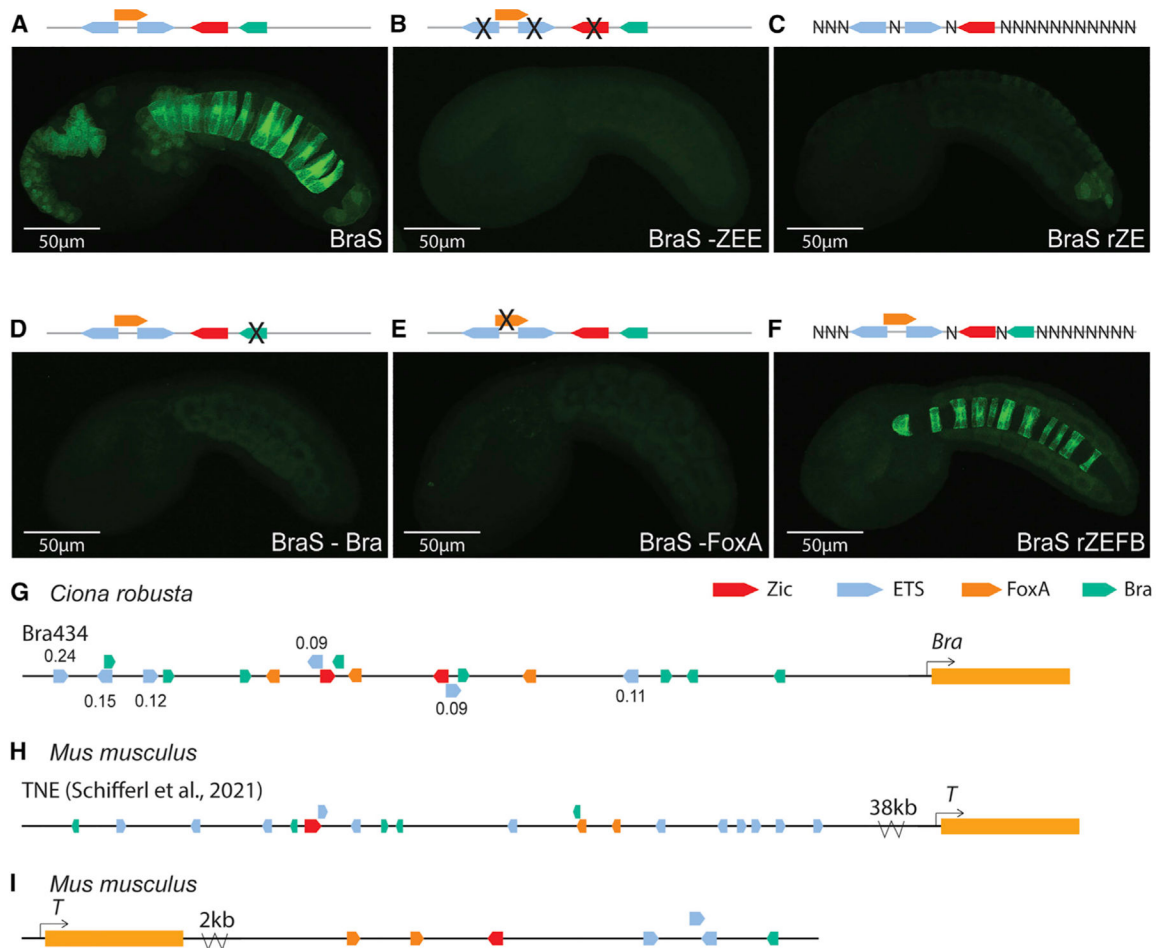 A
B
C
X X X
NNN N N NNNNNNNNNNN
50µm
BraS
50µm
BraS -ZEE
50µm
BraS rZE
D
E
F
X
X
NNN N N NNNNNNNN
50µm
BraS - Bra
50µm
BraS -FoxA
50µm
BraS rZEFB
G Ciona robusta
Zic ETS FoxA Bra
Bra434
0.24
0.09
Bra
0.15
0.12
0.09
0.11
H Mus musculus
TNE (Schifferl et al., 2021)
38kb
T
I Mus musculus
T
2kb